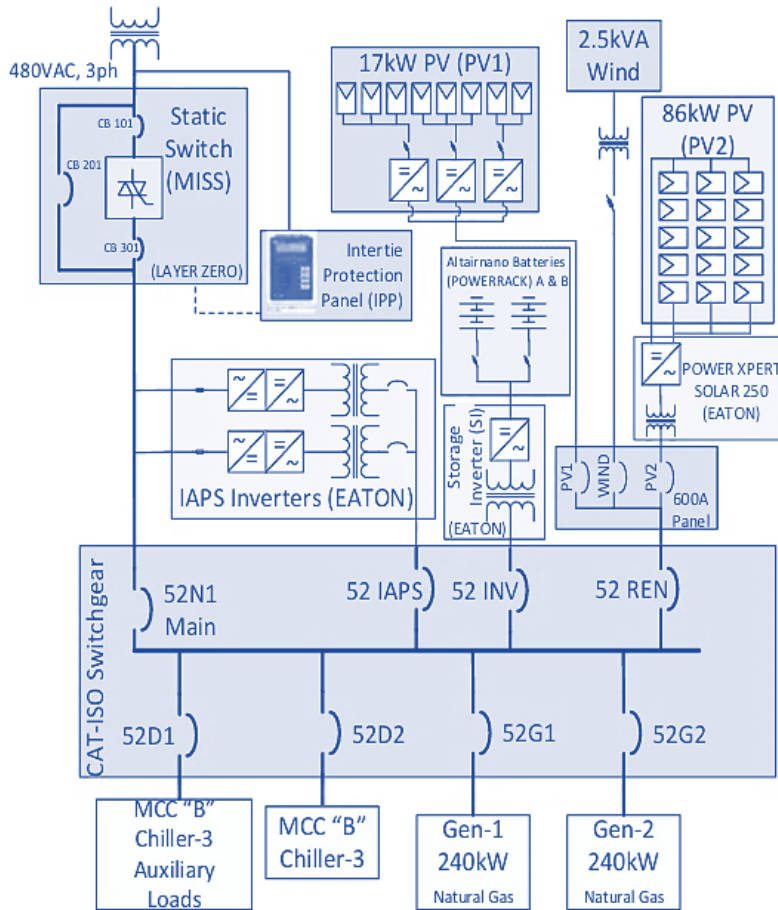 480VAC, 3ph
CB 101
CB 201
CB 301
Static
Switch
(MISS)
(LAYER ZERO)
Intertie
Protection
Panel (IPP)
17kW PV (PV1)
2.5kVA
Wind
86kW PV
(PV2)
Altairnano Batteries
(POWERRACK) A & B
POWER XPERT
SOLAR 250
(EATON)
IAPS Inverters (EATON)
Storage
Inverter (SI)
(EATON)
PV1
WIND
PV2
600A
Panel
CAT-ISO Switchgear
52N1
Main
52 IAPS
52 INV
52 REN
52D1
52D2
52G1
52G2
MCC "B"
Chiller-3
Auxiliary
Loads
MCC "B"
Chiller-3
Gen-1
240kW
Natural Gas
Gen-2
240kW
Natural Gas